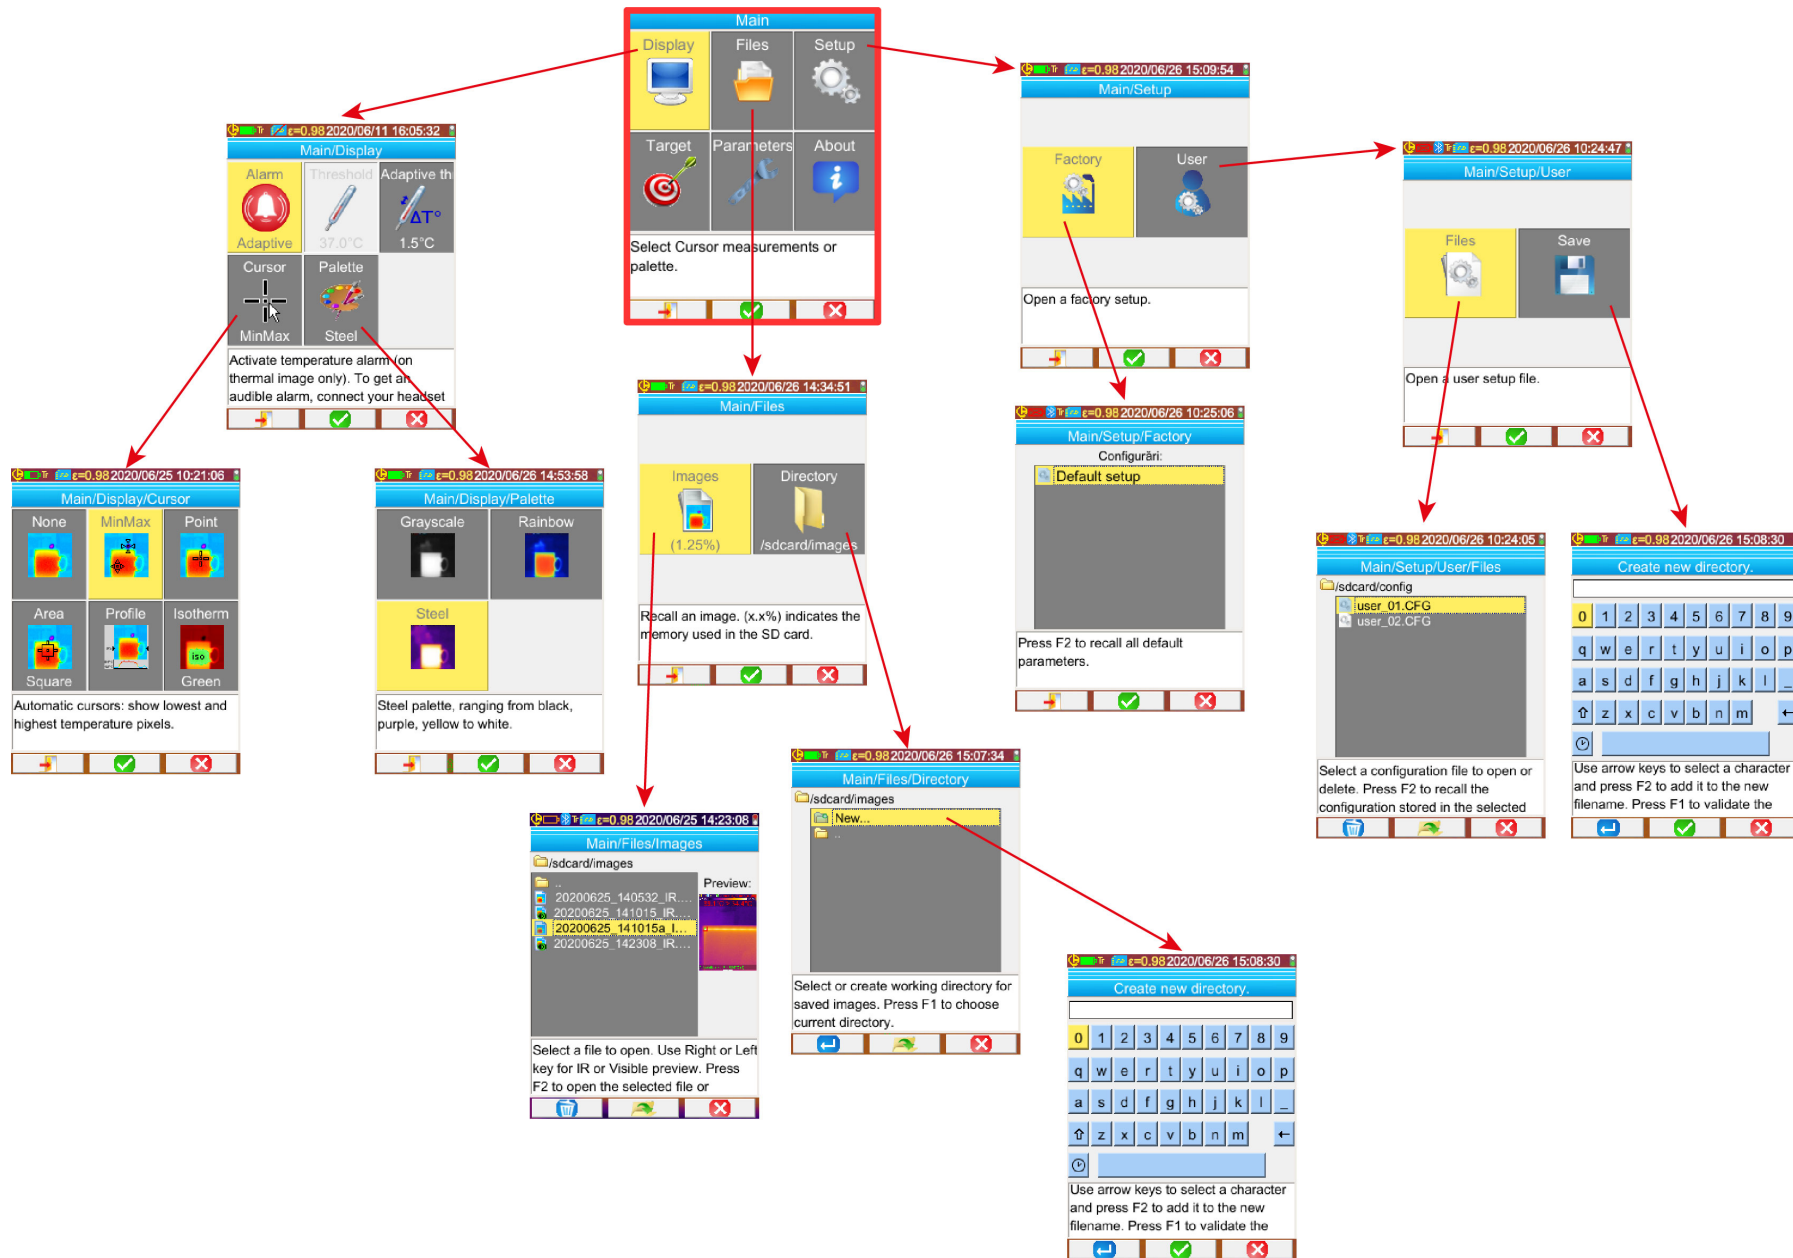 Main
Display Files Setup
Target Parameters About
Select Cursor measurements or
palette.
Tr ε=0.98 2020/06/11 16:05:32
Main/Display
Alarm Threshold Adaptive th
Adaptive 37.0°C ΔT° 1.5°C
Cursor Palette
MinMax Steel
Activate temperature alarm (on
thermal image only). To get an
audible alarm, connect your headset
Tr ε=0.98 2020/06/26 15:09:54
Main/Setup
Factory User
Open a factory setup.
Tr ε=0.98 2020/06/26 10:24:47
Main/Setup/User
Files Save
Open a user setup file.
Tr ε=0.98 2020/06/26 14:34:51
Main/Files
Images Directory
(1.25%) /sdcard/images
Recall an image. (x.x%) indicates the
memory used in the SD card.
Tr ε=0.98 2020/06/26 10:25:06
Main/Setup/Factory
Configurări:
Default setup
Press F2 to recall all default
parameters.
Tr ε=0.98 2020/06/25 10:21:06
Main/Display/Cursor
None MinMax Point
Area Profile Isotherm
iso
Square Green
Automatic cursors: show lowest and
highest temperature pixels.
Tr ε=0.98 2020/06/26 14:53:58
Main/Display/Palette
Grayscale Rainbow
Steel
Steel palette, ranging from black,
purple, yellow to white.
Tr ε=0.98 2020/06/26 10:24:05
Main/Setup/User/Files
/sdcard/config
user_01.CFG
user_02.CFG
Select a configuration file to open or
delete. Press F2 to recall the
configuration stored in the selected
Tr ε=0.98 2020/06/26 15:08:30
Create new directory.
0 1 2 3 4 5 6 7 8 9
q w e r t y u i o p
a s d f g h j k l _
z x c v b n m
Use arrow keys to select a character
and press F2 to add it to the new
filename. Press F1 to validate the
Tr ε=0.98 2020/06/26 15:07:34
Main/Files/Directory
/sdcard/images
New...
..
Select or create working directory for
saved images. Press F1 to choose
current directory.
Tr ε=0.98 2020/06/25 14:23:08
Main/Files/Images
/sdcard/images
.. Preview:
20200625_140532_IR....
20200625_141015_IR....
20200625_141015a_I...
20200625_142308_IR....
Select a file to open. Use Right or Left
key for IR or Visible preview. Press
F2 to open the selected file or
Tr ε=0.98 2020/06/26 15:08:30
Create new directory.
0 1 2 3 4 5 6 7 8 9
q w e r t y u i o p
a s d f g h j k l _
z x c v b n m
Use arrow keys to select a character
and press F2 to add it to the new
filename. Press F1 to validate the